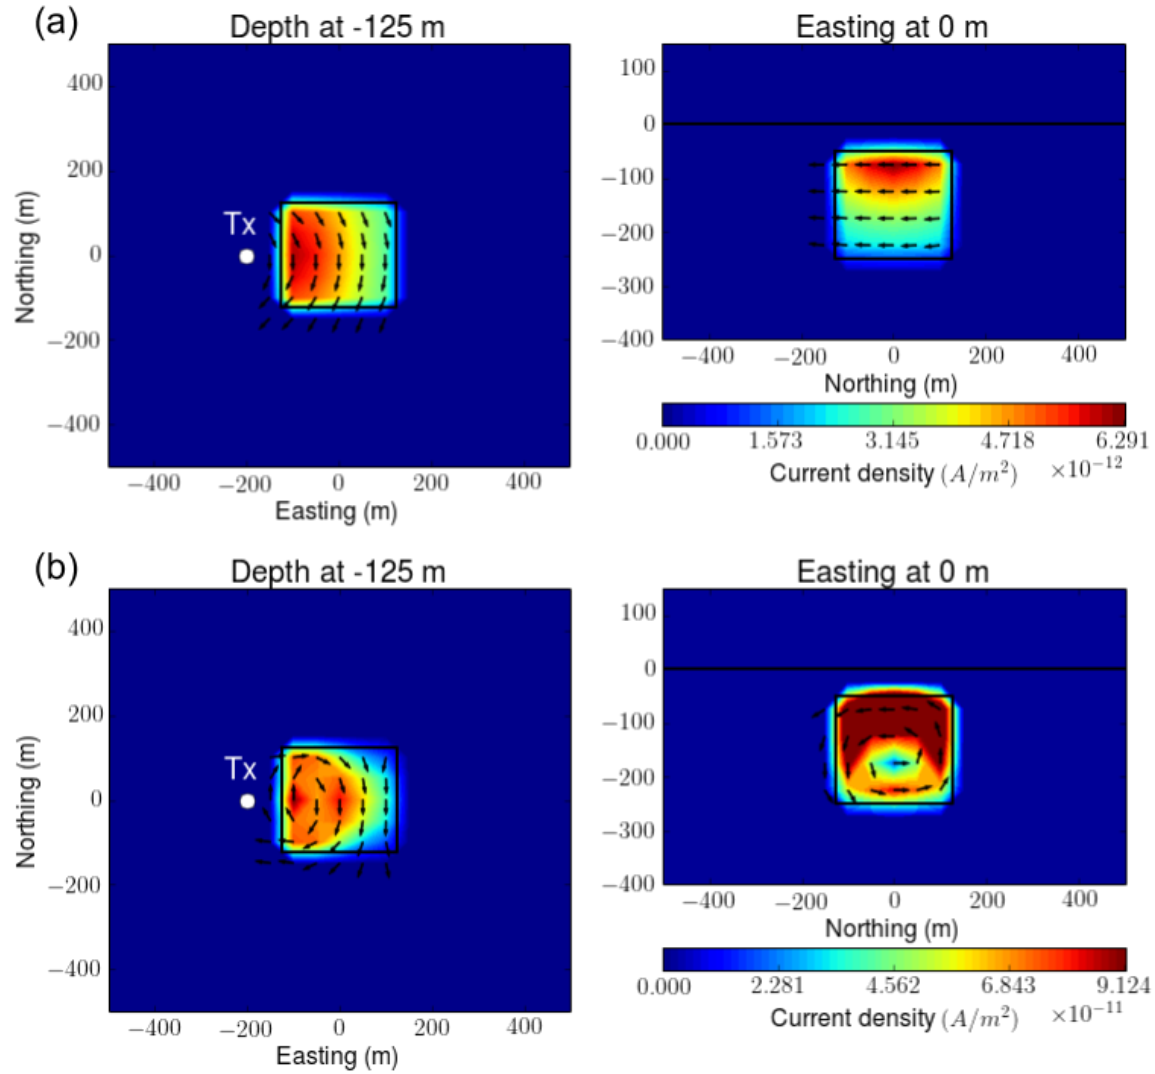 (a)
Depth at -125 m
Easting at 0 m
Northing (m)
400
200
0
−200
−400
Tx
−400 −200 0 200 400
Easting (m)
100
0
−100
−200
−300
−400
−400 −200 0 200 400
Northing (m)
0.000 1.573 3.145 4.718 6.291
Current density (A/m²) ×10⁻¹²
(b)
Depth at -125 m
Easting at 0 m
Northing (m)
400
200
0
−200
−400
Tx
−400 −200 0 200 400
Easting (m)
100
0
−100
−200
−300
−400
−400 −200 0 200 400
Northing (m)
0.000 2.281 4.562 6.843 9.124
Current density (A/m²) ×10⁻¹¹